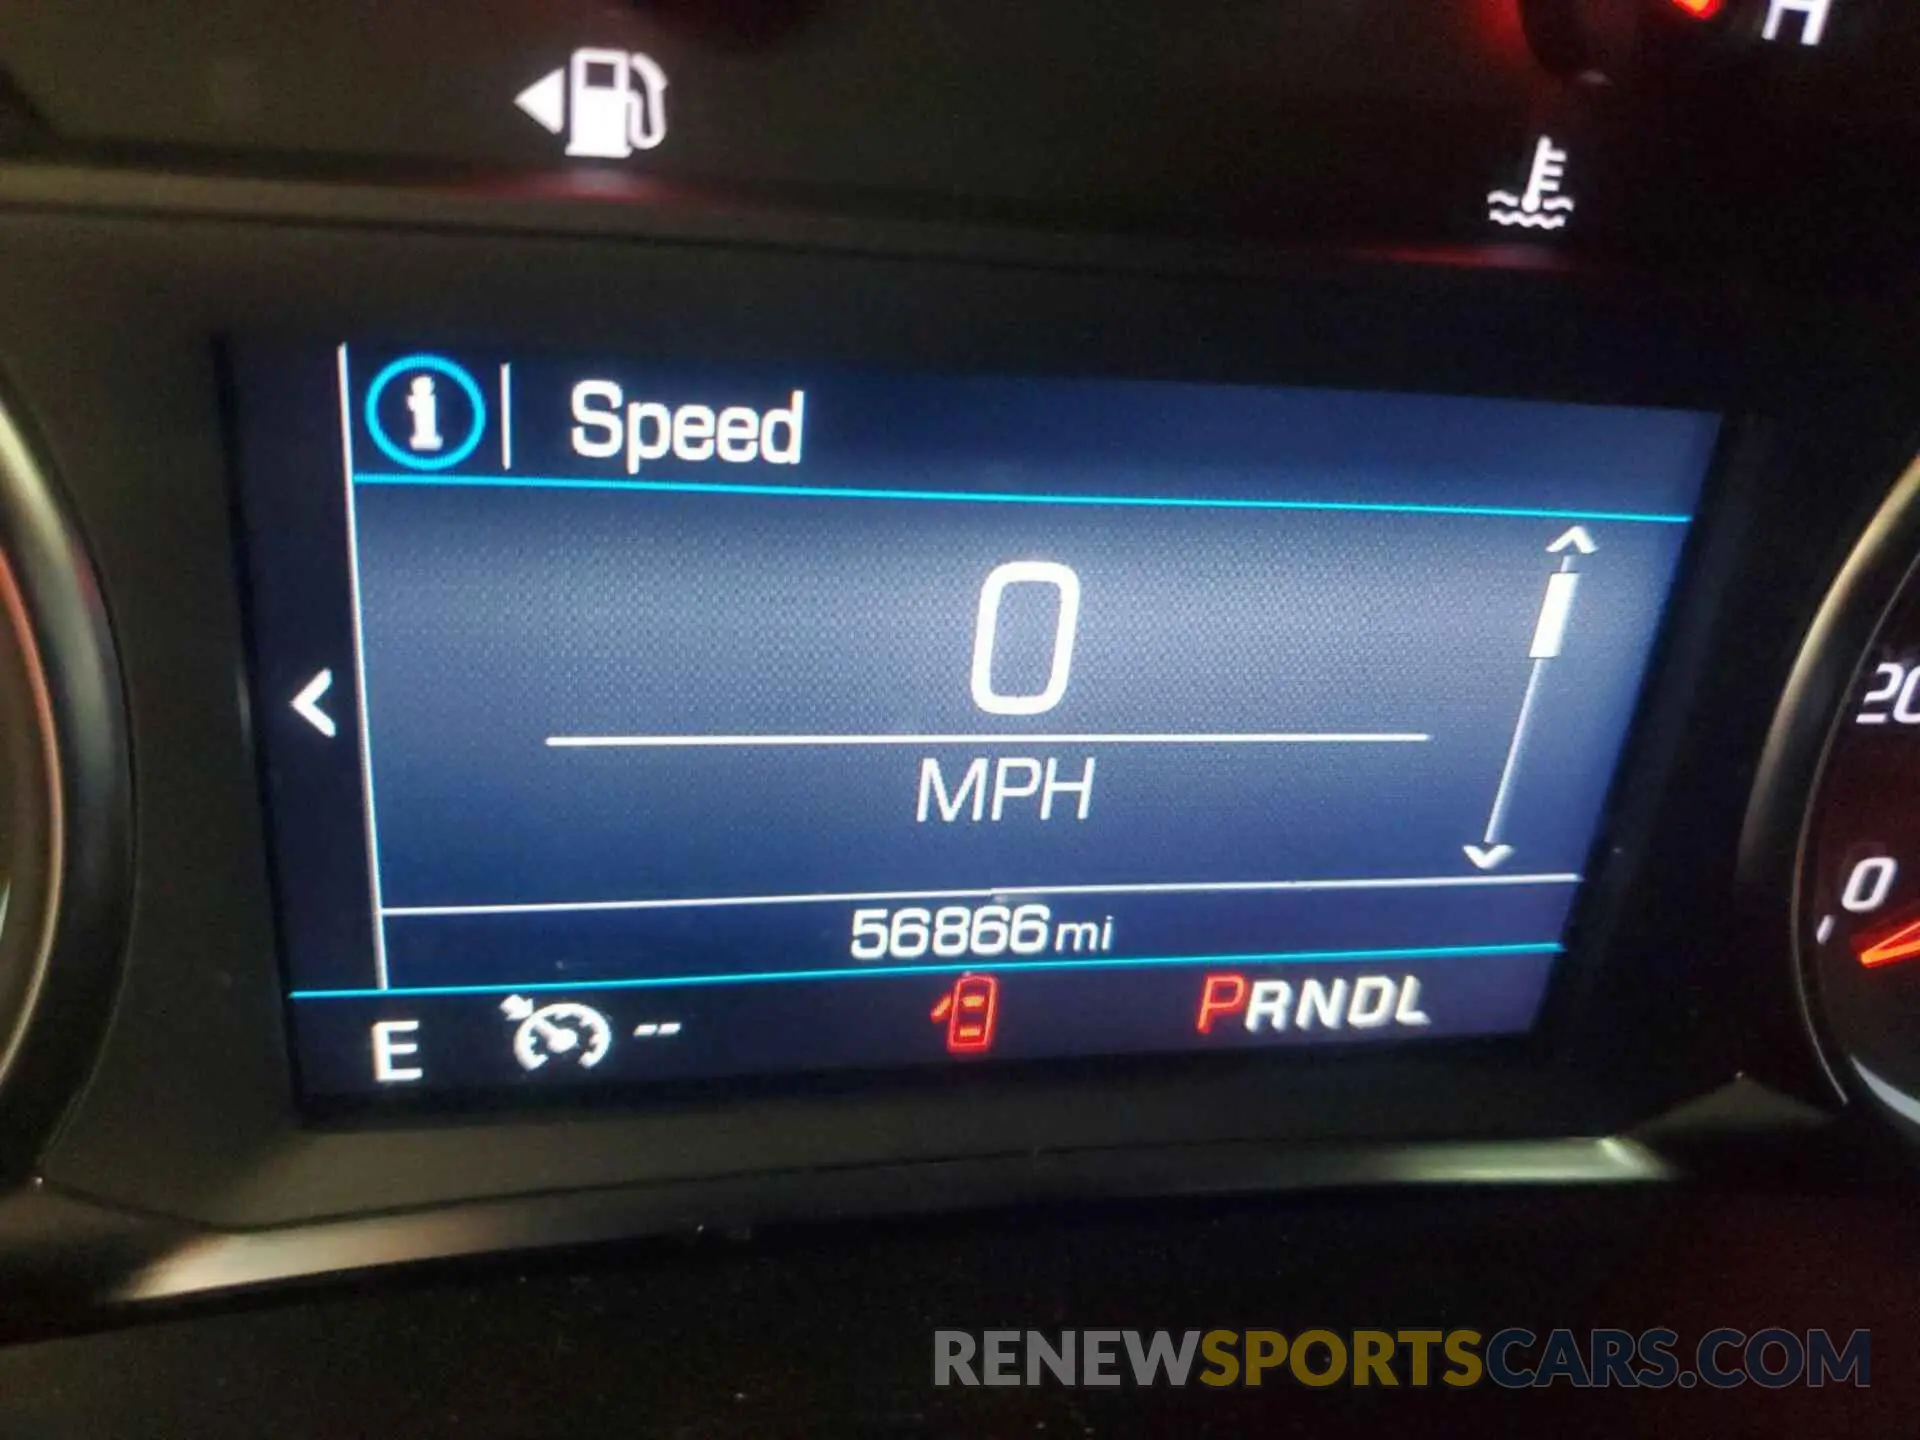 H
Speed
0
MPH
20
0
56866 mi
E -- PRNDL
RENEWSPORTSCARS.COM